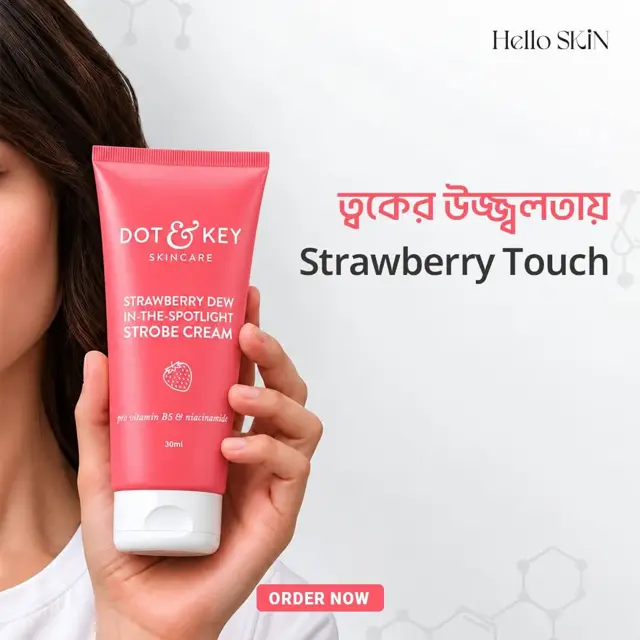 Hello SKiN
ত্বকের উজ্জ্বলতায়
Strawberry Touch
DOT & KEY
SKINCARE
STRAWBERRY DEW
IN-THE-SPOTLIGHT
STROBE CREAM
pro vitamin B5 & niacinamide
30ml
ORDER NOW